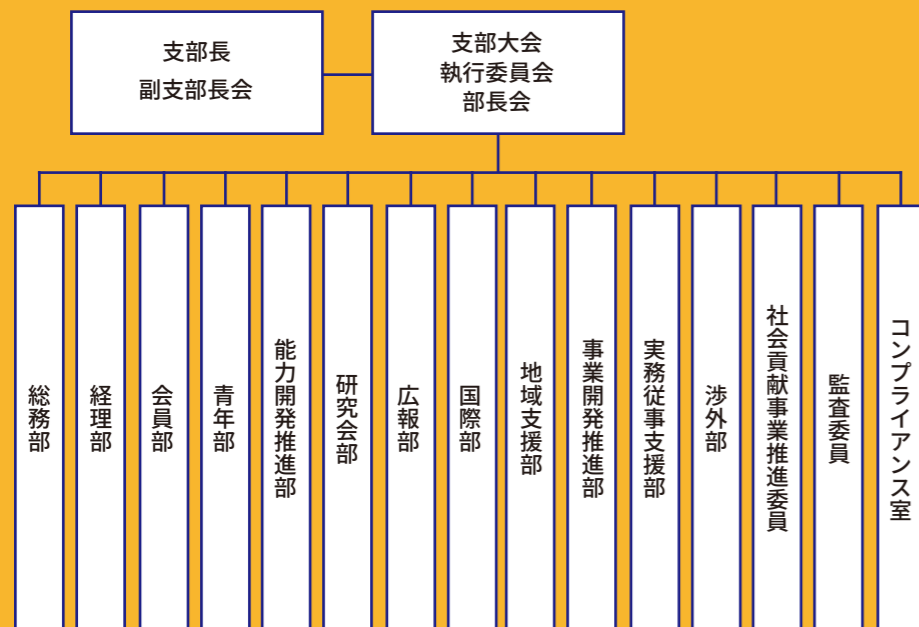 支部長
副支部長会
支部大会
執行委員会
部長会
総務部
経理部
会員部
青年部
能力開発推進部
研究会部
広報部
国際部
地域支援部
事業開発推進部
実務従事支援部
渉外部
社会貢献事業推進委員
監査委員
コンプライアンス室